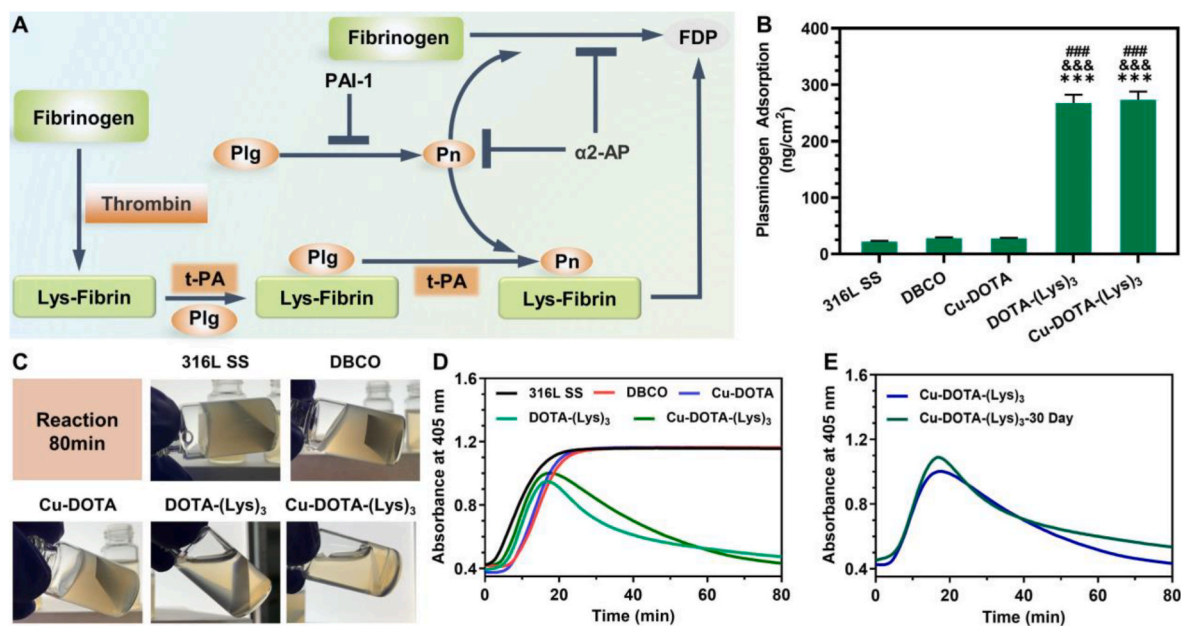 A
Fibrinogen
FDP
PAI-1
Fibrinogen
Plg
Pn
α2-AP
Thrombin
Plg
Pn
t-PA
t-PA
Lys-Fibrin
Lys-Fibrin
Lys-Fibrin
Plg
B
Plasminogen Adsorption
(ng/cm²)
400
300
200
100
0
###
&&&
***
###
&&&
***
316L SS
DBCO
Cu-DOTA
DOTA-(Lys)₃
Cu-DOTA-(Lys)₃
C
316L SS
DBCO
Reaction
80min
Cu-DOTA
DOTA-(Lys)₃
Cu-DOTA-(Lys)₃
D
Absorbance at 405 nm
1.6
1.2
0.8
0.4
316L SS
DBCO
Cu-DOTA
DOTA-(Lys)₃
Cu-DOTA-(Lys)₃
0
20
40
60
80
Time (min)
E
Absorbance at 405 nm
1.6
1.2
0.8
0.4
Cu-DOTA-(Lys)₃
Cu-DOTA-(Lys)₃-30 Day
0
20
40
60
80
Time (min)